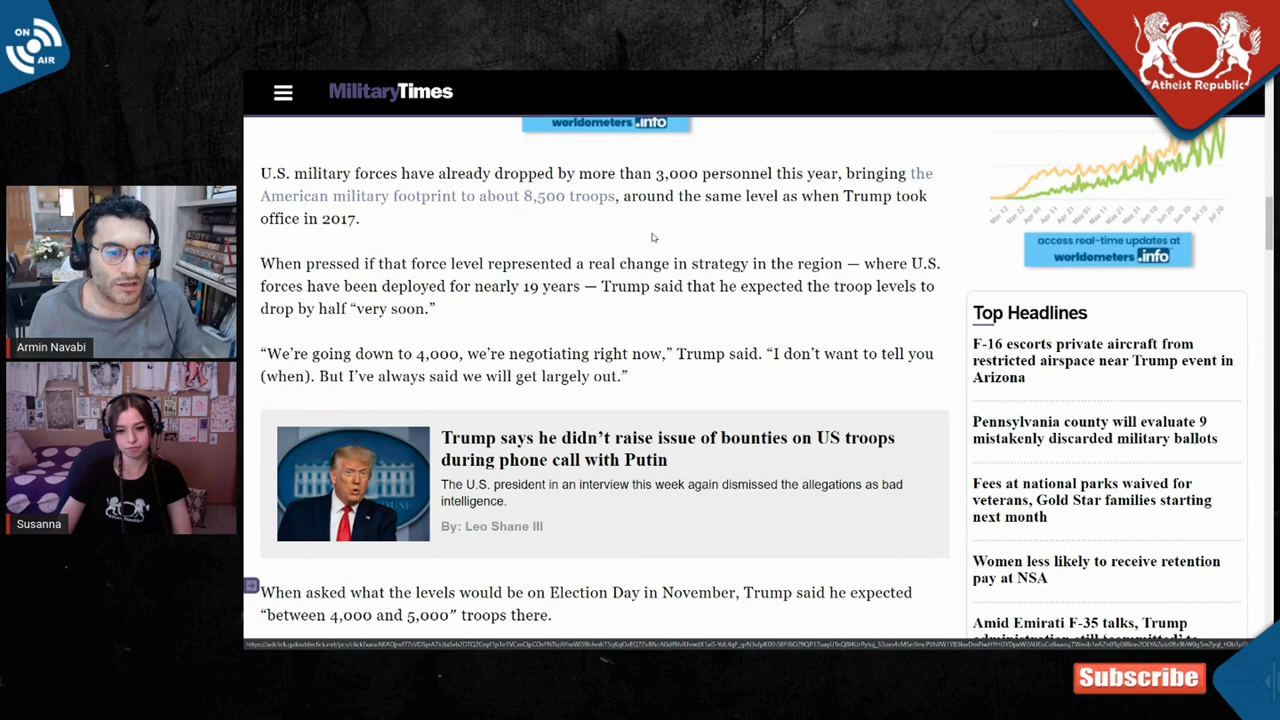 ON
AIR
Atheist Republic
MilitaryTimes
worldometers .info
U.S. military forces have already dropped by more than 3,000 personnel this year, bringing the
American military footprint to about 8,500 troops, around the same level as when Trump took
office in 2017.
When pressed if that force level represented a real change in strategy in the region — where U.S.
forces have been deployed for nearly 19 years — Trump said that he expected the troop levels to
drop by half “very soon.”
“We’re going down to 4,000, we’re negotiating right now,” Trump said. “I don’t want to tell you
(when). But I’ve always said we will get largely out.”
Trump says he didn’t raise issue of bounties on US troops
during phone call with Putin
The U.S. president in an interview this week again dismissed the allegations as bad
intelligence.
By: Leo Shane III
When asked what the levels would be on Election Day in November, Trump said he expected
“between 4,000 and 5,000” troops there.
access real-time updates at
worldometers .info
Top Headlines
F-16 escorts private aircraft from
restricted airspace near Trump event in
Arizona
Pennsylvania county will evaluate 9
mistakenly discarded military ballots
Fees at national parks waived for
veterans, Gold Star families starting
next month
Women less likely to receive retention
pay at NSA
Amid Emirati F-35 talks, Trump
Armin Navabi
Susanna
Subscribe